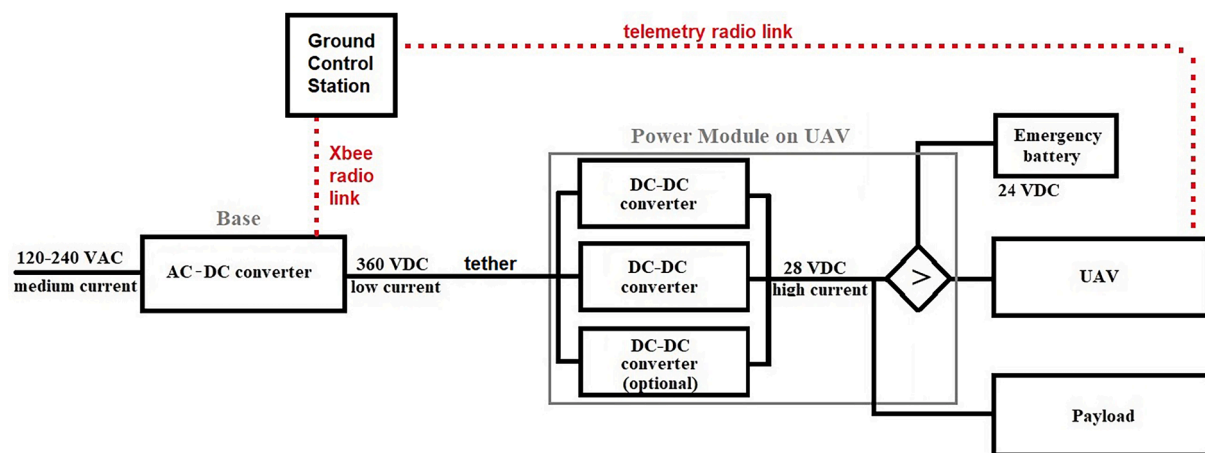 telemetry radio link
Ground
Control
Station
Xbee
radio
link
Power Module on UAV
Emergency
battery
24 VDC
Base
120-240 VAC
medium current
AC-DC converter
360 VDC
low current
tether
DC-DC
converter
DC-DC
converter
DC-DC
converter
(optional)
28 VDC
high current
>
UAV
Payload